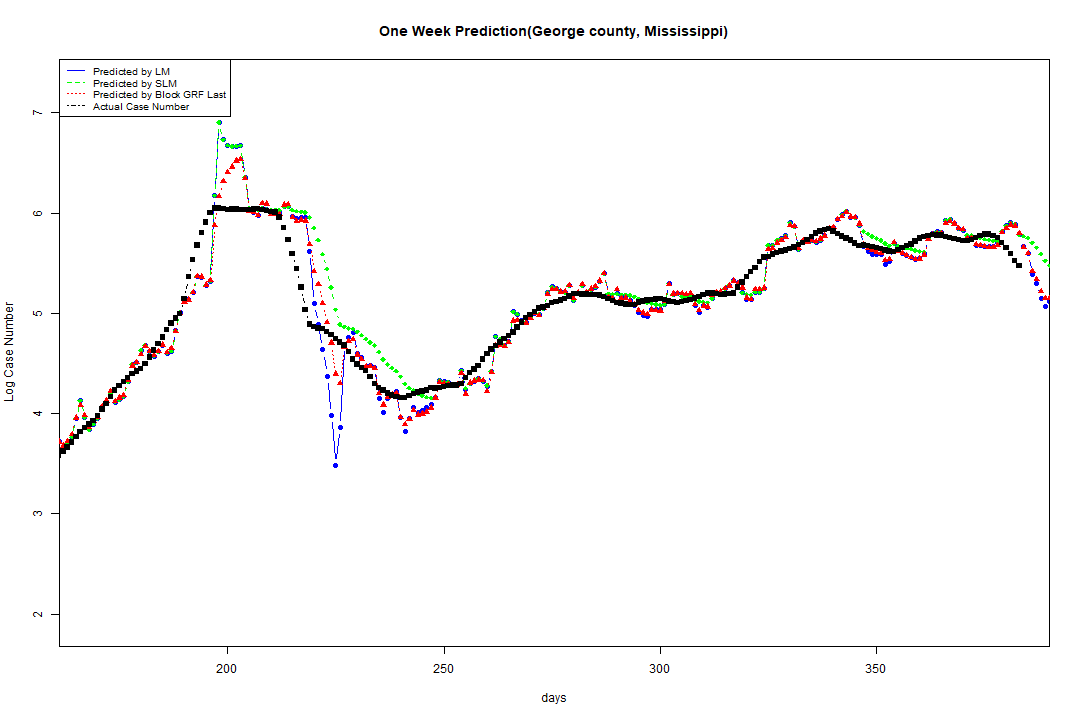 One Week Prediction(George county, Mississippi)
Predicted by LM
Predicted by SLM
Predicted by Block GRF Last
Actual Case Number
7
6
5
4
3
2
Log Case Number
200 250 300 350
days